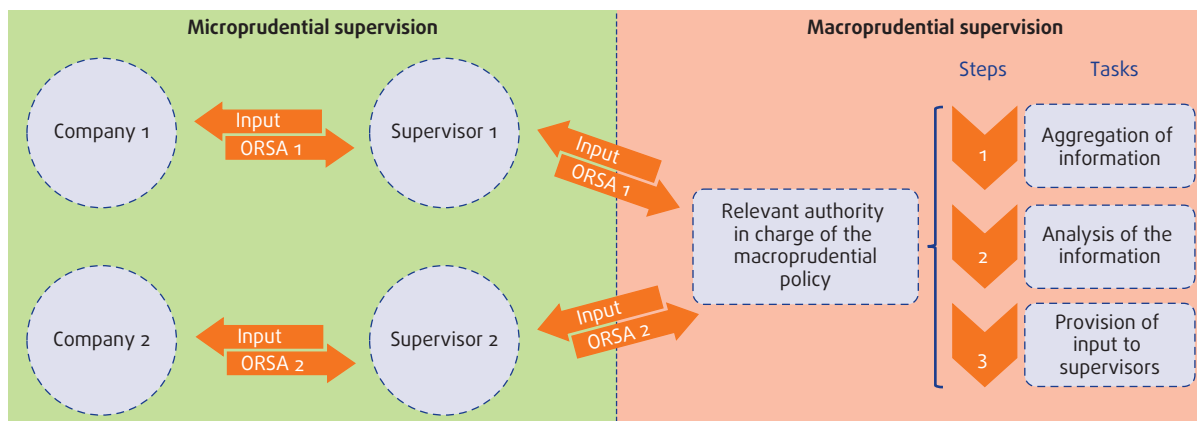 Microprudential supervision
Macroprudential supervision
Steps
Tasks
Company 1
Input
ORSA 1
Supervisor 1
Input
ORSA 1
Company 2
Input
ORSA 2
Supervisor 2
Input
ORSA 2
Relevant authority
in charge of the
macroprudential
policy
1
Aggregation of
information
2
Analysis of the
information
3
Provision of
input to
supervisors